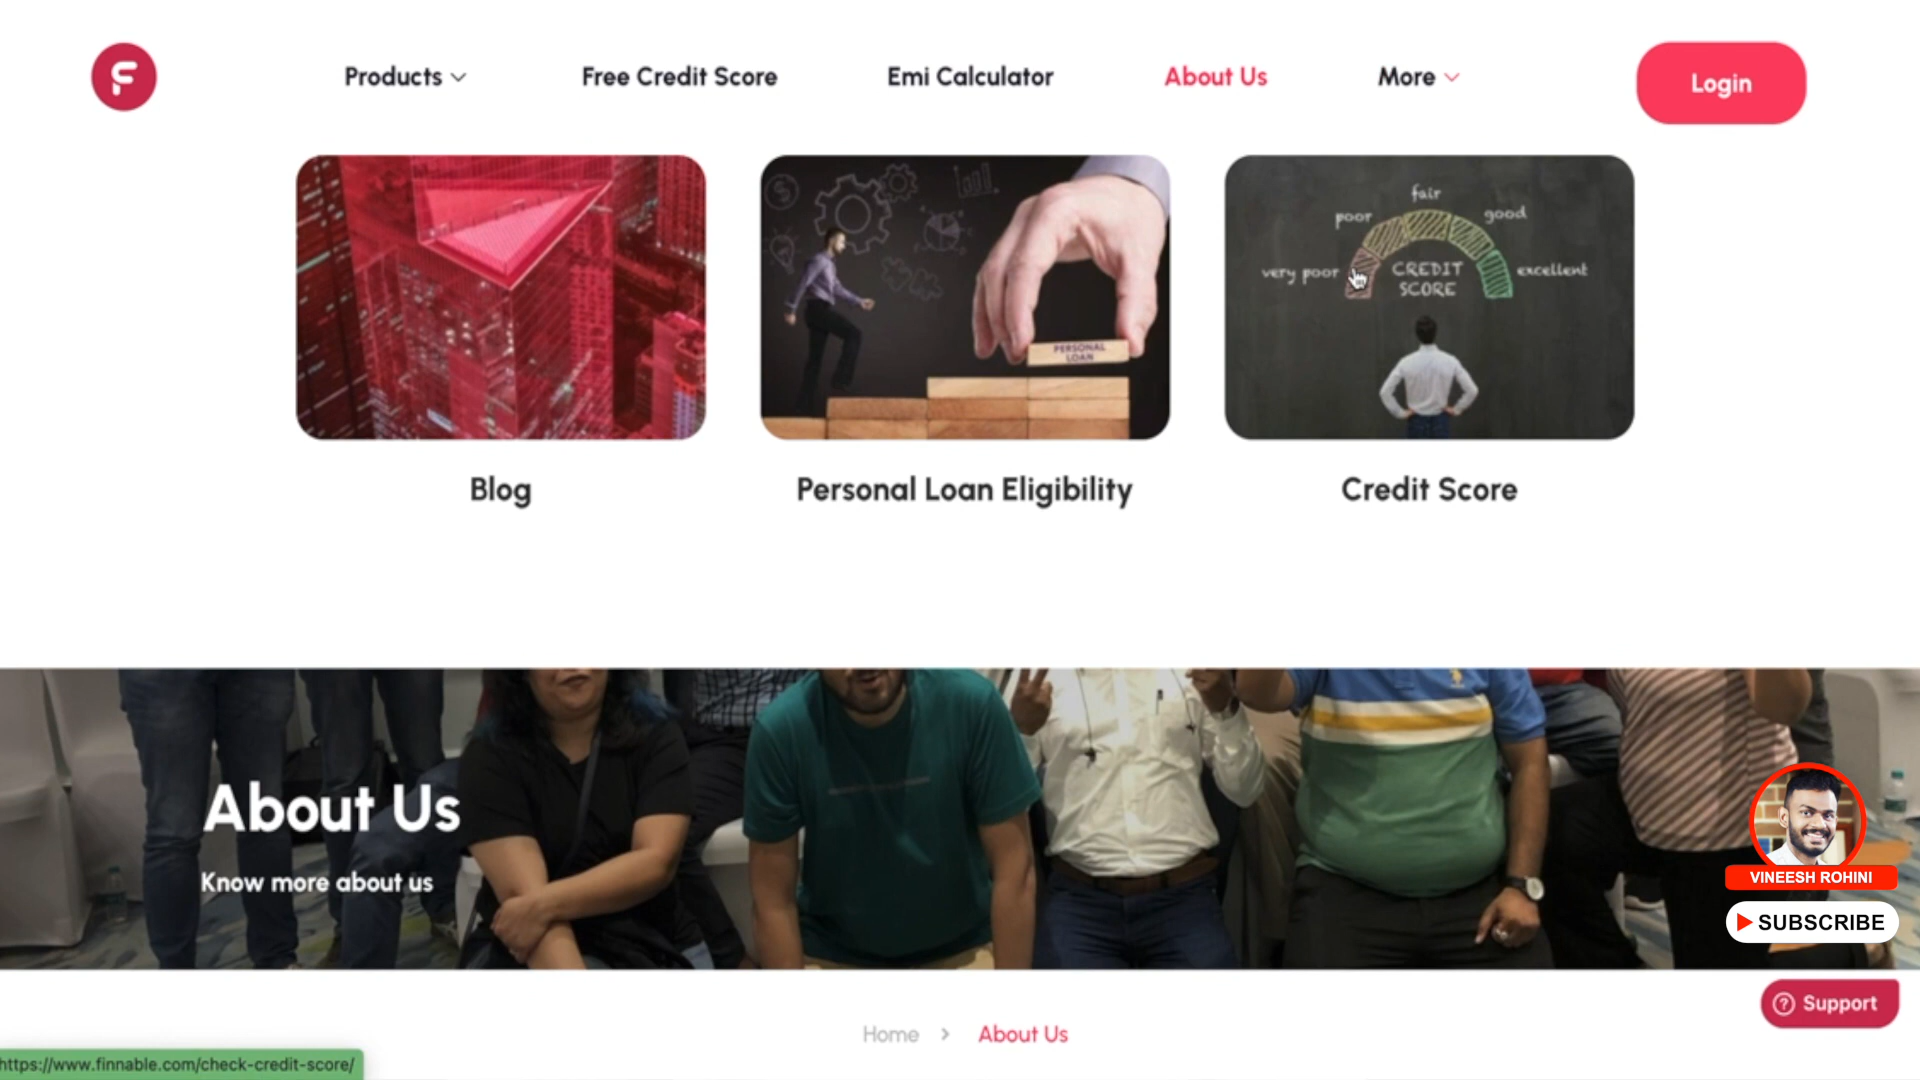 F
Products
Free Credit Score
Emi Calculator
About Us
More
Login
fair
poor
good
very poor
CREDIT
SCORE
excellent
PERSONAL
LOAN
Blog
Personal Loan Eligibility
Credit Score
About Us
Know more about us
VINEESH ROHINI
SUBSCRIBE
Support
Home > About Us
https://www.finnable.com/check-credit-score/